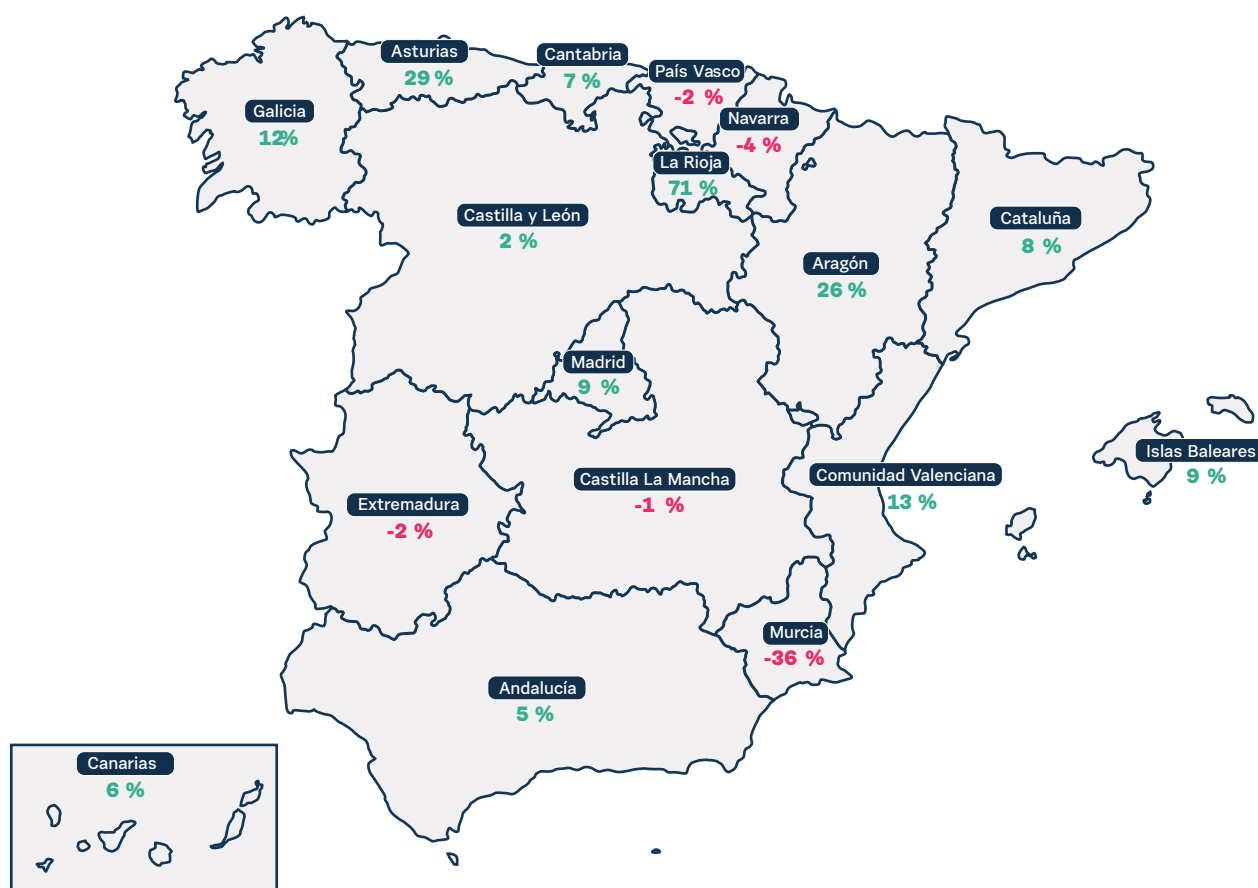 Asturias
29 %
Cantabria
7 %
País Vasco
-2 %
Galicia
12%
Navarra
-4 %
La Rioja
71 %
Castilla y León
2 %
Cataluña
8 %
Aragón
26 %
Madrid
9 %
Islas Baleares
9 %
Castilla La Mancha
-1 %
Comunidad Valenciana
13 %
Extremadura
-2 %
Murcia
-36 %
Andalucía
5 %
Canarias
6 %